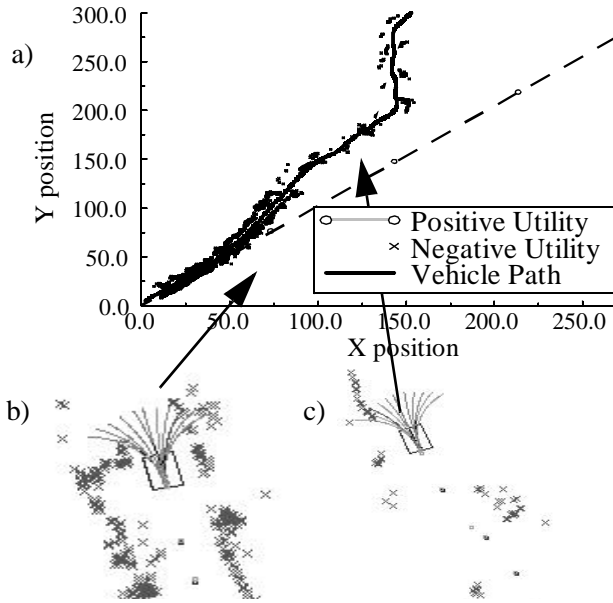 a)
300.0
250.0
200.0
150.0
100.0
50.0
0.0
Y position
0.0
50.0
100.0
150.0
200.0
250.0
X position
Positive Utility
Negative Utility
Vehicle Path
b)
c)